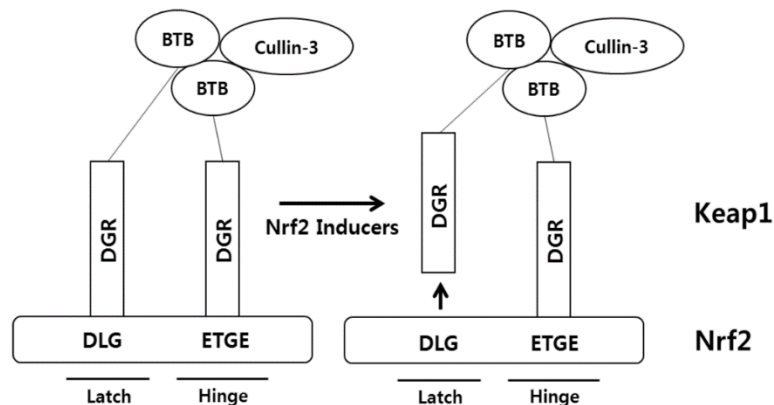 BTB
Cullin-3
BTB
BTB
Cullin-3
BTB
DGR
DGR
Nrf2 Inducers
DGR
DGR
Keap1
DLG
ETGE
DLG
ETGE
Nrf2
Latch
Hinge
Latch
Hinge